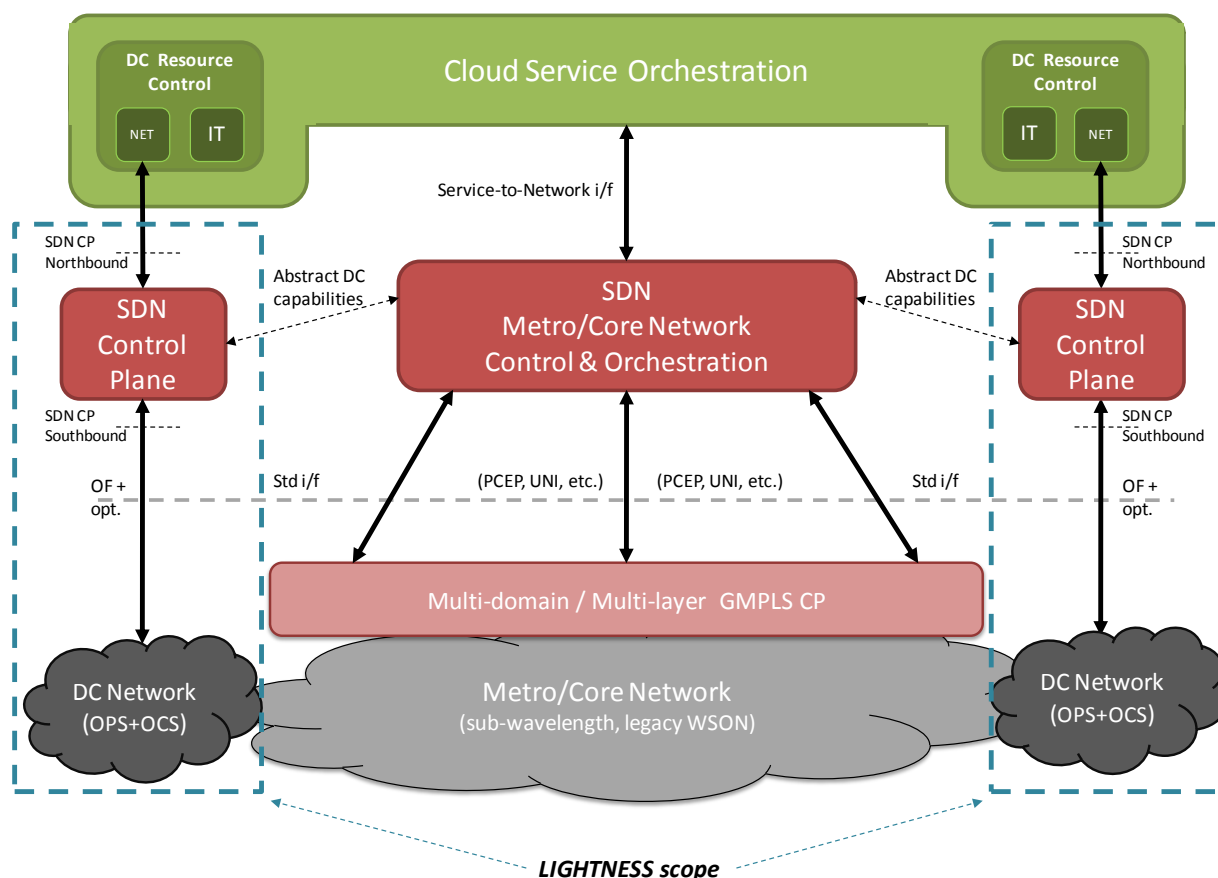 DC Resource
Control
NET
IT
Cloud Service Orchestration
DC Resource
Control
IT
NET
Service-to-Network i/f
SDN CP
Northbound
SDN CP
Northbound
Abstract DC
capabilities
Abstract DC
capabilities
SDN
Control
Plane
SDN
Metro/Core Network
Control & Orchestration
SDN
Control
Plane
SDN CP
Southbound
SDN CP
Southbound
OF +
opt.
Std i/f
(PCEP, UNI, etc.)
(PCEP, UNI, etc.)
Std i/f
OF +
opt.
Multi-domain / Multi-layer GMPLS CP
DC Network
(OPS+OCS)
Metro/Core Network
(sub-wavelength, legacy WSON)
DC Network
(OPS+OCS)
LIGHTNESS scope